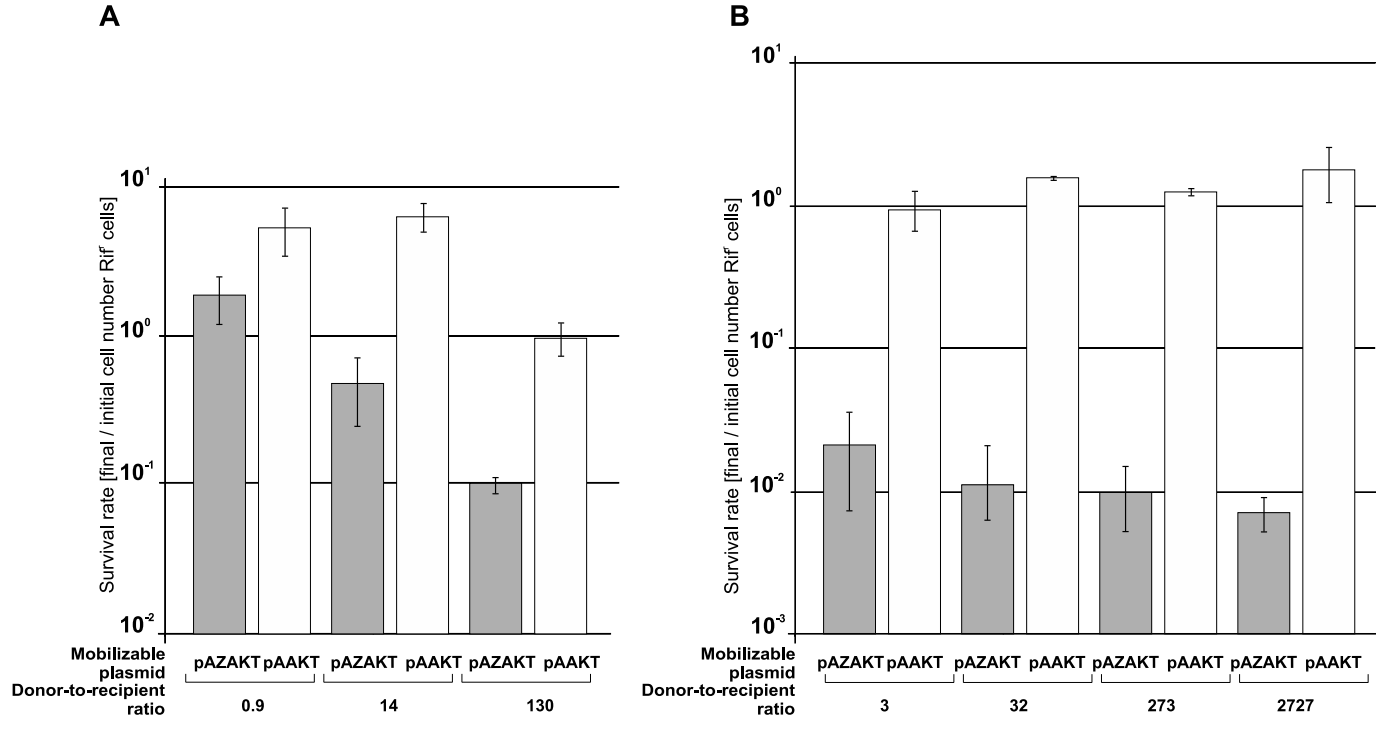 A
Survival rate [final / initial cell number Rifʳ cells]
10¹
10⁰
10⁻¹
10⁻²
Mobilizable plasmid
pAZAKT pAAKT pAZAKT pAAKT pAZAKT pAAKT
Donor-to-recipient ratio
0.9 14 130
B
Survival rate [final / initial cell number Rifʳ cells]
10¹
10⁰
10⁻¹
10⁻²
10⁻³
Mobilizable plasmid
pAZAKT pAAKT pAZAKT pAAKT pAZAKT pAAKT pAZAKT pAAKT
Donor-to-recipient ratio
3 32 273 2727